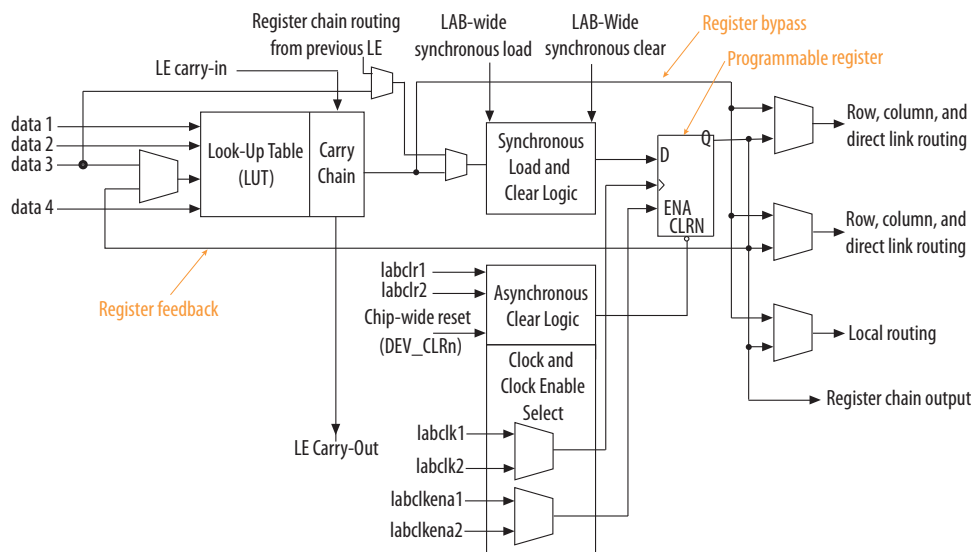 Register chain routing
from previous LE
LAB-wide
synchronous load
LAB-Wide
synchronous clear
Register bypass
Programmable register
LE carry-in
data 1
data 2
data 3
data 4
Look-Up Table
(LUT)
Carry
Chain
Synchronous
Load and
Clear Logic
D
Q
ENA
CLRN
Row, column, and
direct link routing
Row, column, and
direct link routing
Register feedback
labclr1
labclr2
Chip-wide reset
(DEV_CLRn)
Asynchronous
Clear Logic
Local routing
Clock and
Clock Enable
Select
Register chain output
LE Carry-Out
labclk1
labclk2
labclkena1
labclkena2